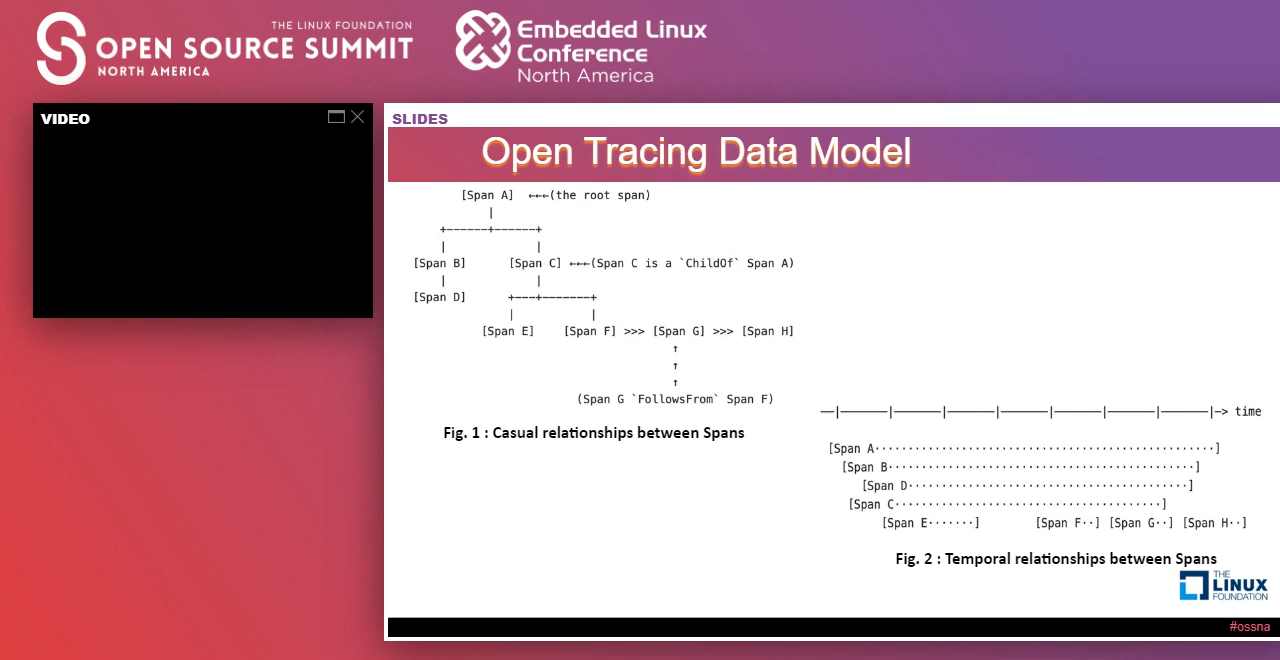 THE LINUX FOUNDATION
OPEN SOURCE SUMMIT
NORTH AMERICA
Embedded Linux
Conference
North America
VIDEO
SLIDES
Open Tracing Data Model
[Span A] ←←←(the root span)
|
+------+------+
| |
[Span B] [Span C] ←←←(Span C is a `ChildOf` Span A)
| |
[Span D] +---+-------+
| |
[Span E] [Span F] >>> [Span G] >>> [Span H]
↑
↑
↑
(Span G `FollowsFrom` Span F)
Fig. 1 : Casual relationships between Spans
––|–––––––|–––––––|–––––––|–––––––|–––––––|–––––––|–––––––|–> time
[Span A···················································]
[Span B··············································]
[Span D··········································]
[Span C········································]
[Span E·······] [Span F··] [Span G··] [Span H··]
Fig. 2 : Temporal relationships between Spans
THE
LINUX
FOUNDATION
#ossna